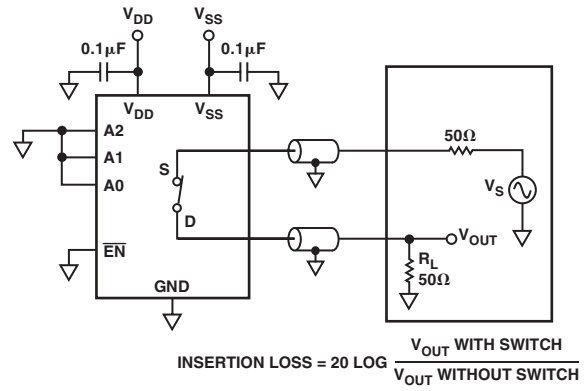 VDD VSS
0.1μF 0.1μF
VDD VSS
A2
A1
A0
S
D
EN
GND
50Ω
VS
VOUT
RL
50Ω
INSERTION LOSS = 20 LOG VOUT WITH SWITCH
VOUT WITHOUT SWITCH